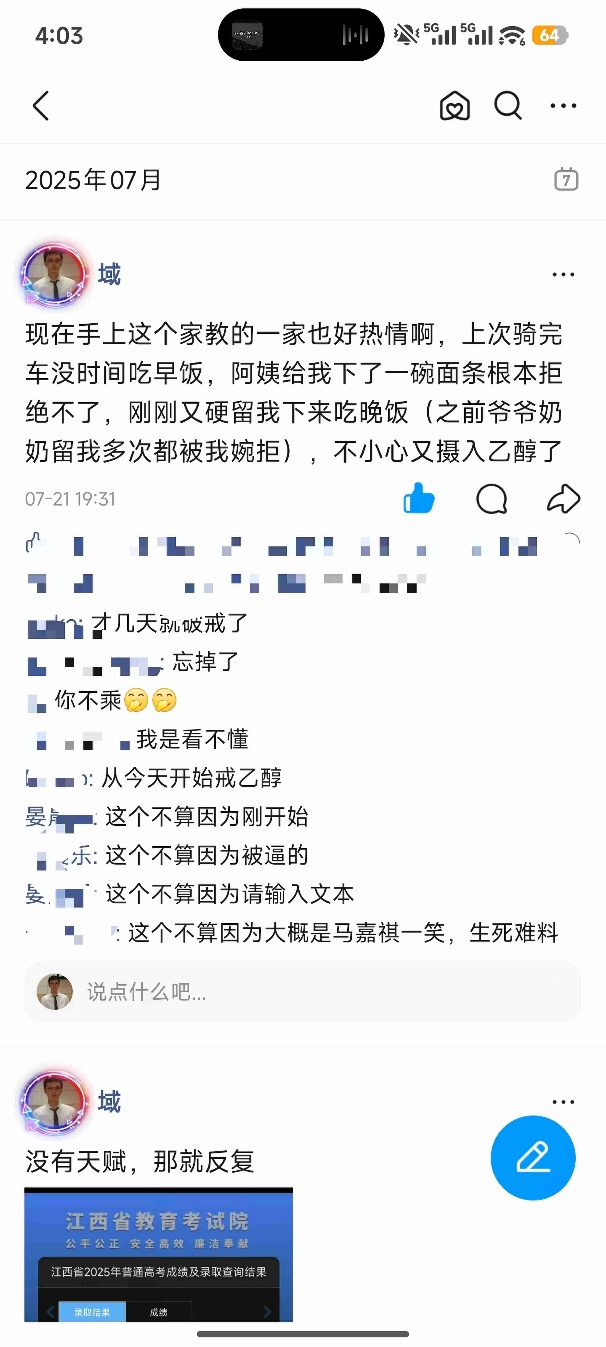 4:03
5G 5G 6 64
2025年07月
7
域
现在手上这个家教的一家也好热情啊，上次骑完
车没时间吃早饭，阿姨给我下了一碗面条根本拒
绝不了，刚刚又硬留我下来吃晚饭（之前爷爷奶
奶留我多次都被我婉拒），不小心又摄入乙醇了
07-21 19:31
: 才几天就破戒了
: 忘掉了
你不乘🤭🤭
我是看不懂
: 从今天开始戒乙醇
晏: 这个不算因为刚开始
乐: 这个不算因为被逼的
晏 这个不算因为请输入文本
: 这个不算因为大概是马嘉祺一笑，生死难料
说点什么吧...
域
没有天赋，那就反复
江西省教育考试院
公平公正 安全高效 廉洁奉献
江西省2025年普通高考成绩及录取查询结果
录取结果 成绩